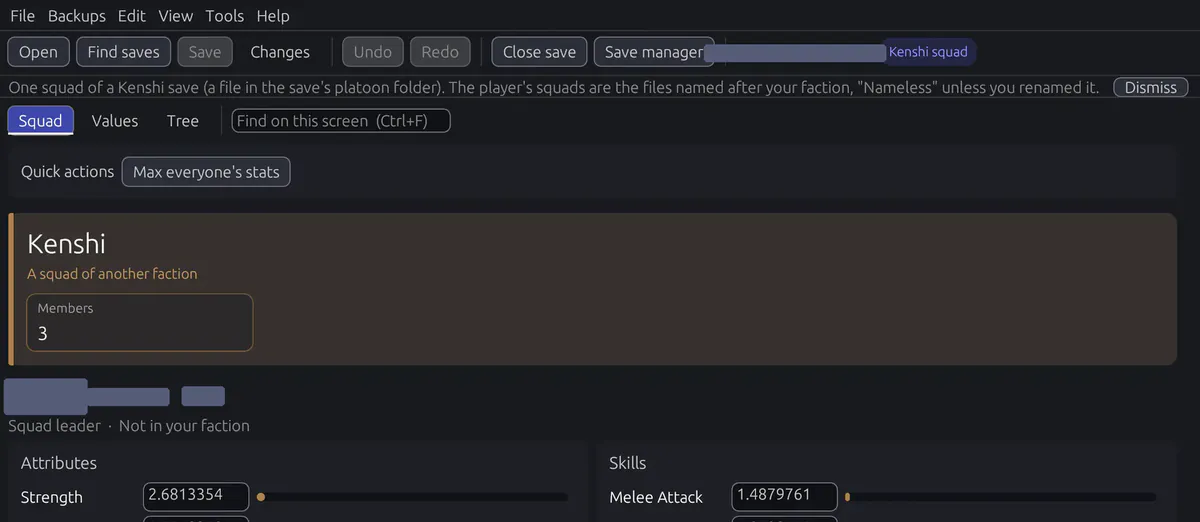 File Backups Edit View Tools Help
Open Find saves Save Changes Undo Redo Close save Save manager Kenshi squad
One squad of a Kenshi save (a file in the save's platoon folder). The player's squads are the files named after your faction, "Nameless" unless you renamed it. Dismiss
Squad Values Tree Find on this screen (Ctrl+F)
Quick actions Max everyone's stats
Kenshi
A squad of another faction
Members
3
Squad leader · Not in your faction
Attributes
Strength 2.6813354
Skills
Melee Attack 1.4879761